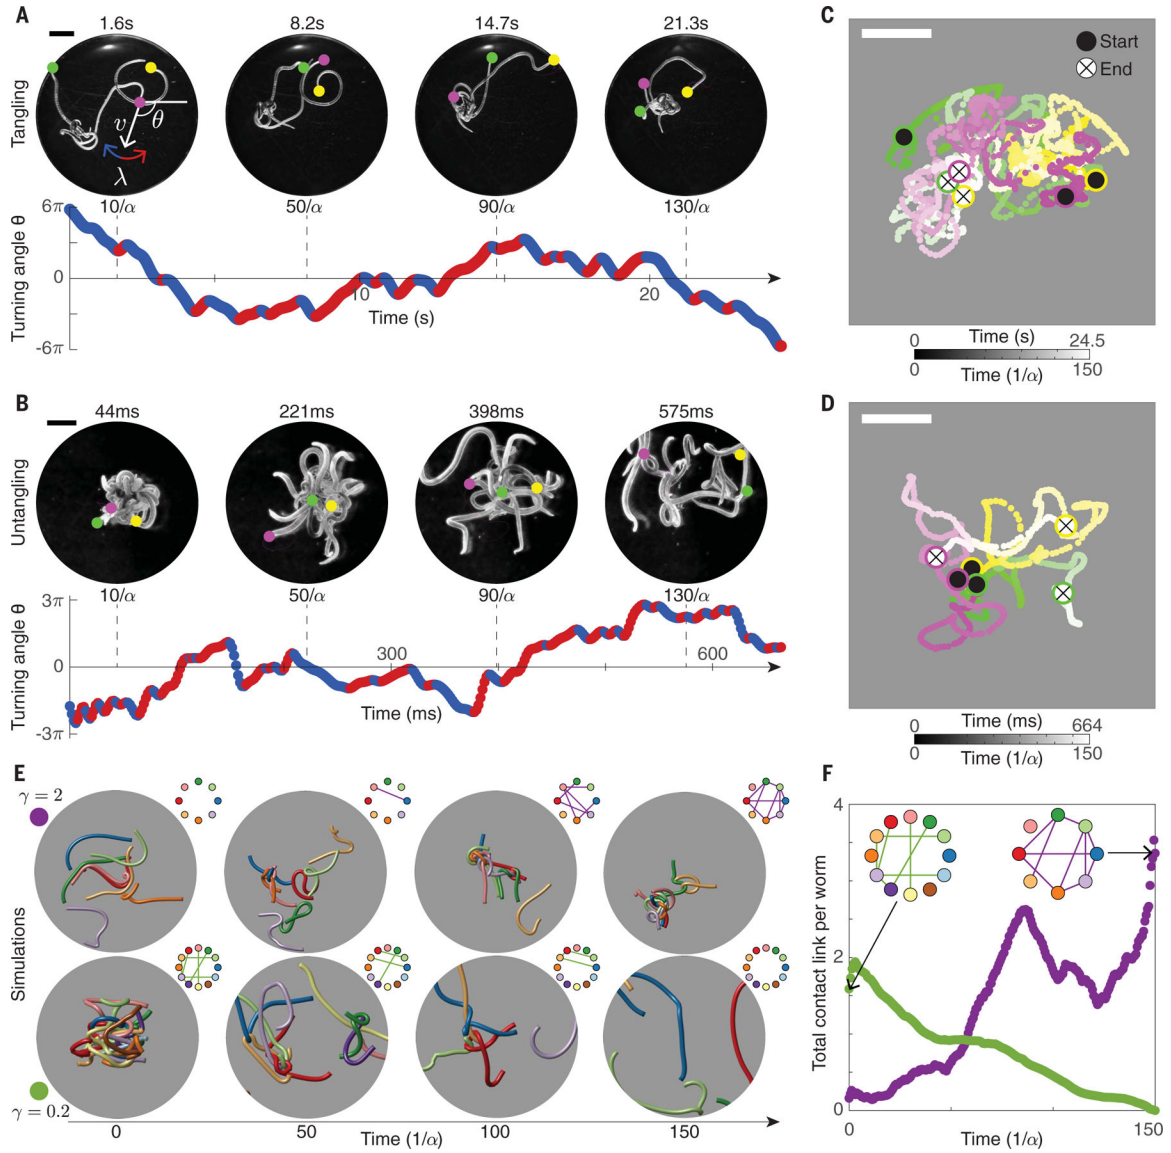 A
1.6s
8.2s
14.7s
21.3s
Tangling
v
θ
λ
10/α
50/α
90/α
130/α
Turning angle θ
6π
0
-6π
10
20
Time (s)
B
44ms
221ms
398ms
575ms
Untangling
10/α
50/α
90/α
130/α
Turning angle θ
3π
0
-3π
300
600
Time (ms)
C
Start
End
Time (s)
0
24.5
0
150
Time (1/α)
D
Time (ms)
0
664
0
150
Time (1/α)
E
γ = 2
Simulations
γ = 0.2
0
50
100
150
Time (1/α)
F
Total contact link per worm
4
2
0
0
150
Time (1/α)